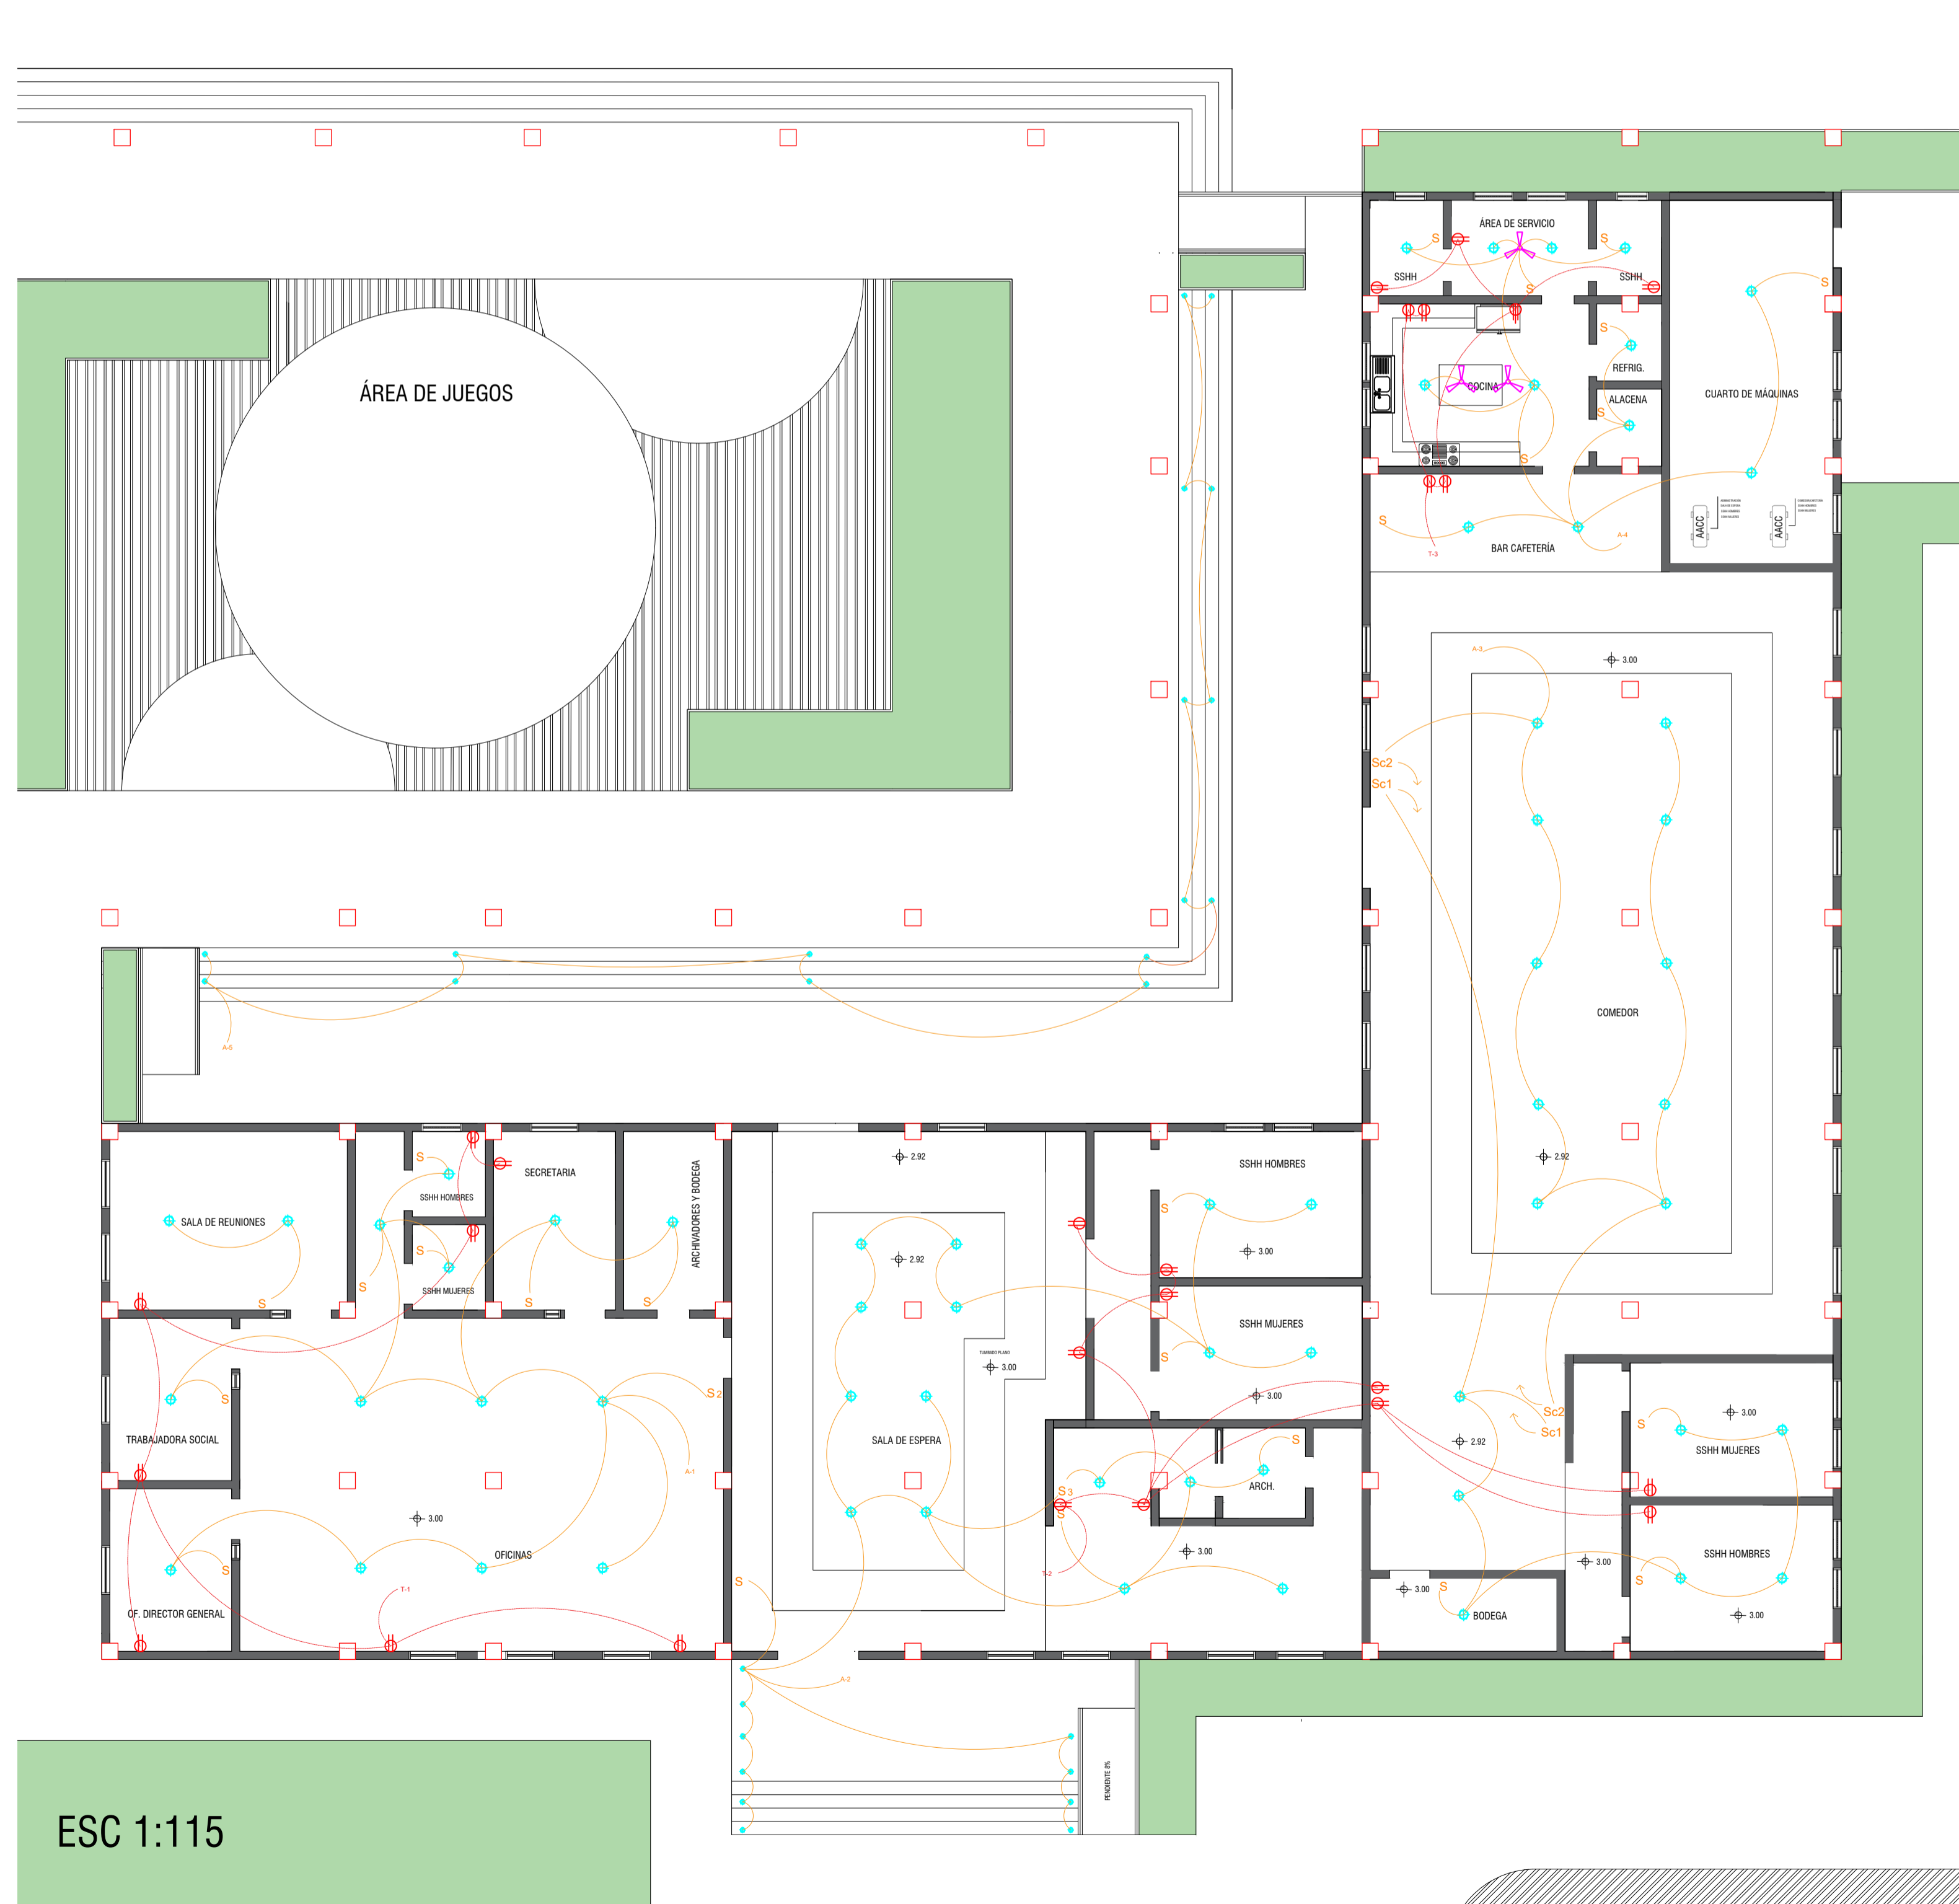 ÁREA DE SERVICIO
S
S
SSHH
SSHH
S
S
ÁREA DE JUEGOS
S
REFRIG.
COCINA
ALACENA
CUARTO DE MÁQUINAS
S
S
S
AACC
AACC
A-4
BAR CAFETERÍA
T-3
A-3
3.00
Sc2
Sc1
COMEDOR
A-5
2.92
2.92
S
SECRETARIA
SSHH HOMBRES
ARCHIVADORES Y BODEGA
SSHH HOMBRES
SALA DE REUNIONES
S
S
3.00
2.92
SSHH MUJERES
S
S
S
S
SSHH MUJERES
TUMBADO PLANO
3.00
S
S
S2
3.00
TRABAJADORA SOCIAL
SALA DE ESPERA
Sc2
Sc1
3.00
S
2.92
SSHH MUJERES
S
A-1
ARCH.
S3
S
3.00
OFICINAS
3.00
3.00
SSHH HOMBRES
S
T-2
S
S
T-1
3.00
S
OF. DIRECTOR GENERAL
BODEGA
3.00
A-2
PENDIENTE 8%
ESC 1:115